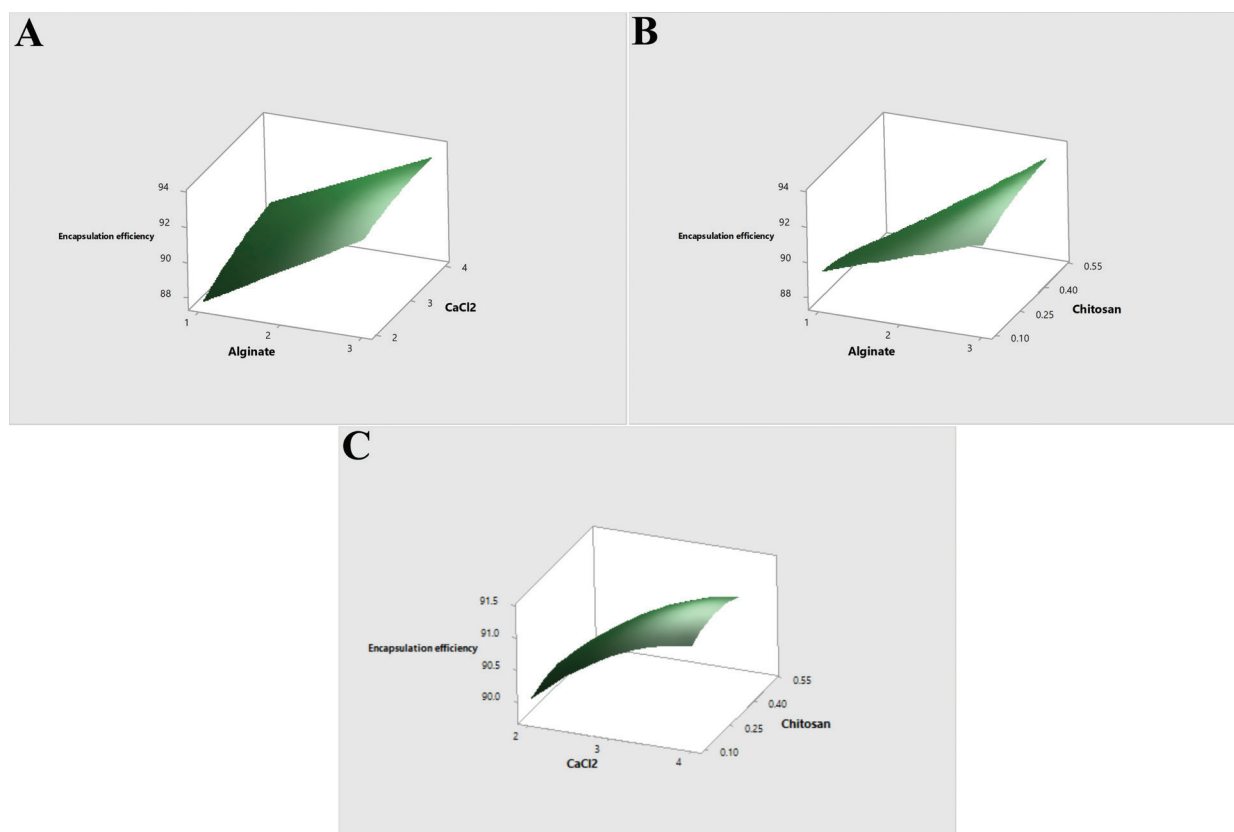 A
94
92
Encapsulation efficiency
90
88
1
2
3
Alginate
2
3
4
CaCl2
B
94
92
Encapsulation efficiency
90
88
1
2
3
Alginate
0.10
0.25
0.40
0.55
Chitosan
C
91.5
91.0
Encapsulation efficiency
90.5
90.0
2
3
4
CaCl2
0.10
0.25
0.40
0.55
Chitosan